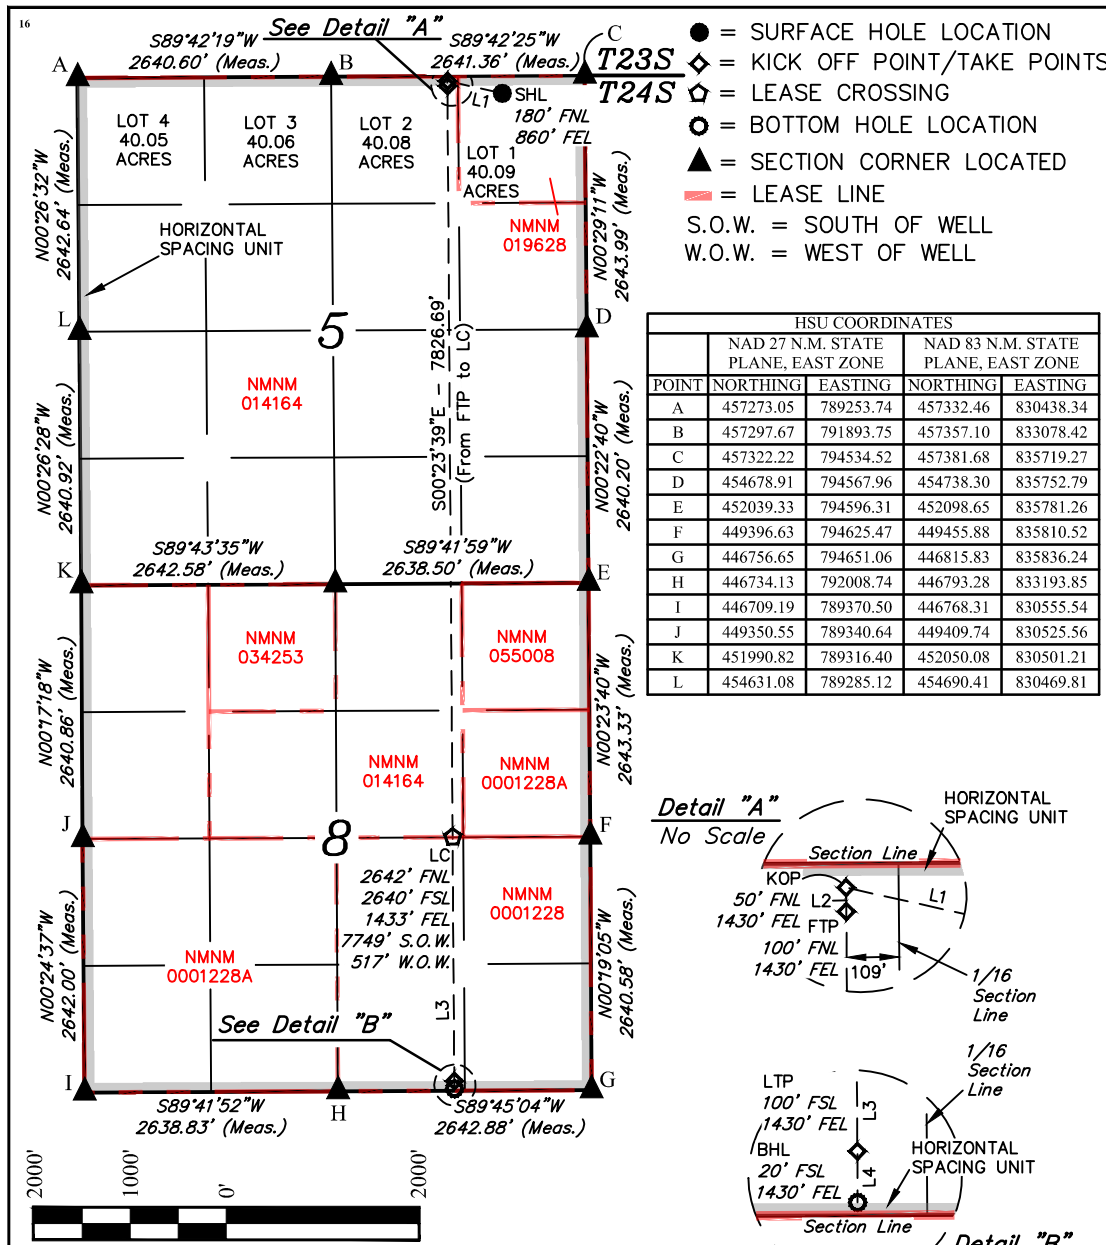 16
See Detail "A"
S89°42'19"W
2640.60' (Meas.)
S89°42'25"W
2641.36' (Meas.)
A
B
C
T23S
T24S
L1
SHL
180' FNL
860' FEL
LOT 4
40.05
ACRES
LOT 3
40.06
ACRES
LOT 2
40.08
ACRES
LOT 1
40.09
ACRES
N00°26'32"W
2642.64' (Meas.)
HORIZONTAL
SPACING UNIT
NMNM
019628
N00°29'11"W
2643.99' (Meas.)
L
5
D
S00°23'39"E - 7826.69'
(From FTP to LC)
NMNM
014164
N00°26'28"W
2640.92' (Meas.)
N00°22'40"W
2640.20' (Meas.)
S89°43'35"W
2642.58' (Meas.)
S89°41'59"W
2638.50' (Meas.)
K
E
NMNM
034253
NMNM
055008
N00°17'18"W
2640.86' (Meas.)
N00°23'40"W
2643.33' (Meas.)
NMNM
014164
NMNM
0001228A
J
8
F
LC
2642' FNL
2640' FSL
1433' FEL
7749' S.O.W.
517' W.O.W.
NMNM
0001228
NMNM
0001228A
N00°24'37"W
2642.00' (Meas.)
N00°19'05"W
2640.58' (Meas.)
L3
See Detail "B"
I
H
G
S89°41'52"W
2638.83' (Meas.)
S89°45'04"W
2642.88' (Meas.)
2000'
1000'
0'
2000'
= SURFACE HOLE LOCATION
= KICK OFF POINT/TAKE POINTS
= LEASE CROSSING
= BOTTOM HOLE LOCATION
= SECTION CORNER LOCATED
= LEASE LINE
S.O.W. = SOUTH OF WELL
W.O.W. = WEST OF WELL
HSU COORDINATES
NAD 27 N.M. STATE PLANE, EAST ZONE NAD 83 N.M. STATE PLANE, EAST ZONE
POINT NORTHING EASTING NORTHING EASTING
A 457273.05 789253.74 457332.46 830438.34
B 457297.67 791893.75 457357.10 833078.42
C 457322.22 794534.52 457381.68 835719.27
D 454678.91 794567.96 454738.30 835752.79
E 452039.33 794596.31 452098.65 835781.26
F 449396.63 794625.47 449455.88 835810.52
G 446756.65 794651.06 446815.83 835836.24
H 446734.13 792008.74 446793.28 833193.85
I 446709.19 789370.50 446768.31 830555.54
J 449350.55 789340.64 449409.74 830525.56
K 451990.82 789316.40 452050.08 830501.21
L 454631.08 789285.12 454690.41 830469.81
Detail "A"
No Scale
HORIZONTAL
SPACING UNIT
Section Line
KOP
50' FNL
1430' FEL
L2
L1
FTP
100' FNL
1430' FEL
109'
1/16
Section
Line
1/16
Section
Line
LTP
100' FSL
1430' FEL
L3
BHL
20' FSL
1430' FEL
L4
HORIZONTAL
SPACING UNIT
Section Line
Detail "B"